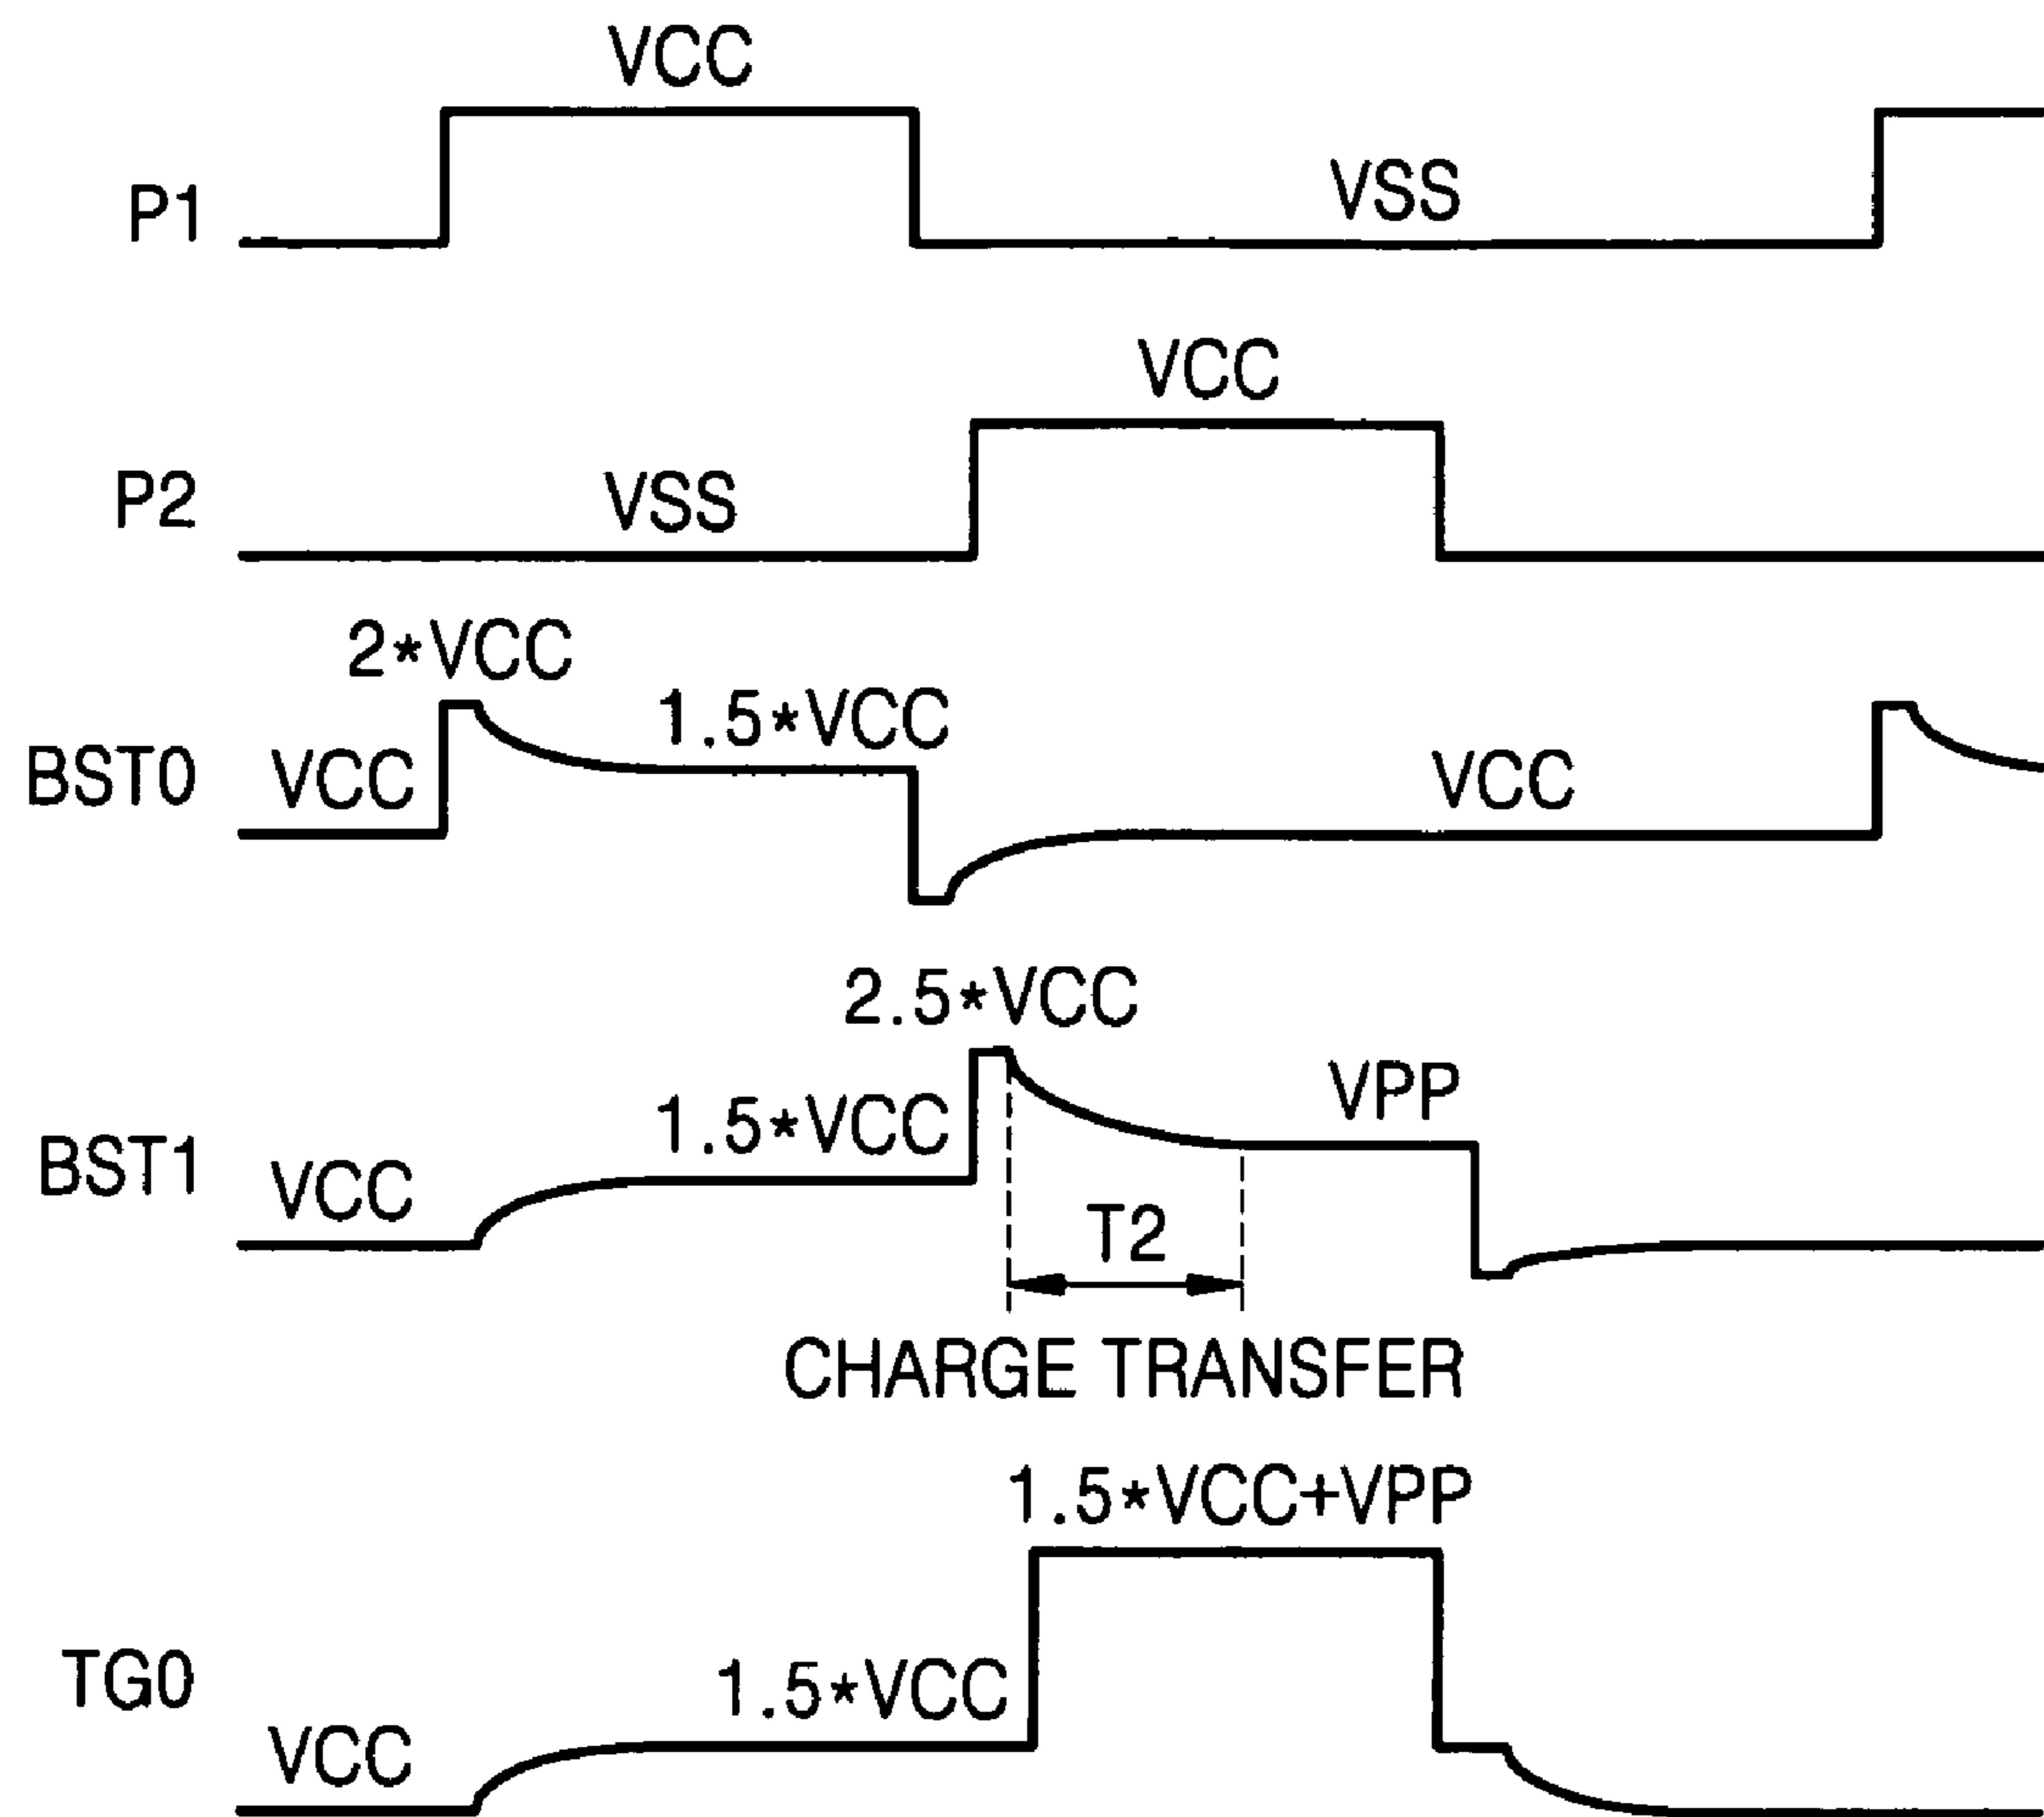 VCC
P1
VSS
VCC
P2
VSS
2*VCC
1.5*VCC
BST0
VCC
VCC
2.5*VCC
1.5*VCC
VPP
BST1
VCC
T2
CHARGE TRANSFER
1.5*VCC+VPP
TG0
1.5*VCC
VCC